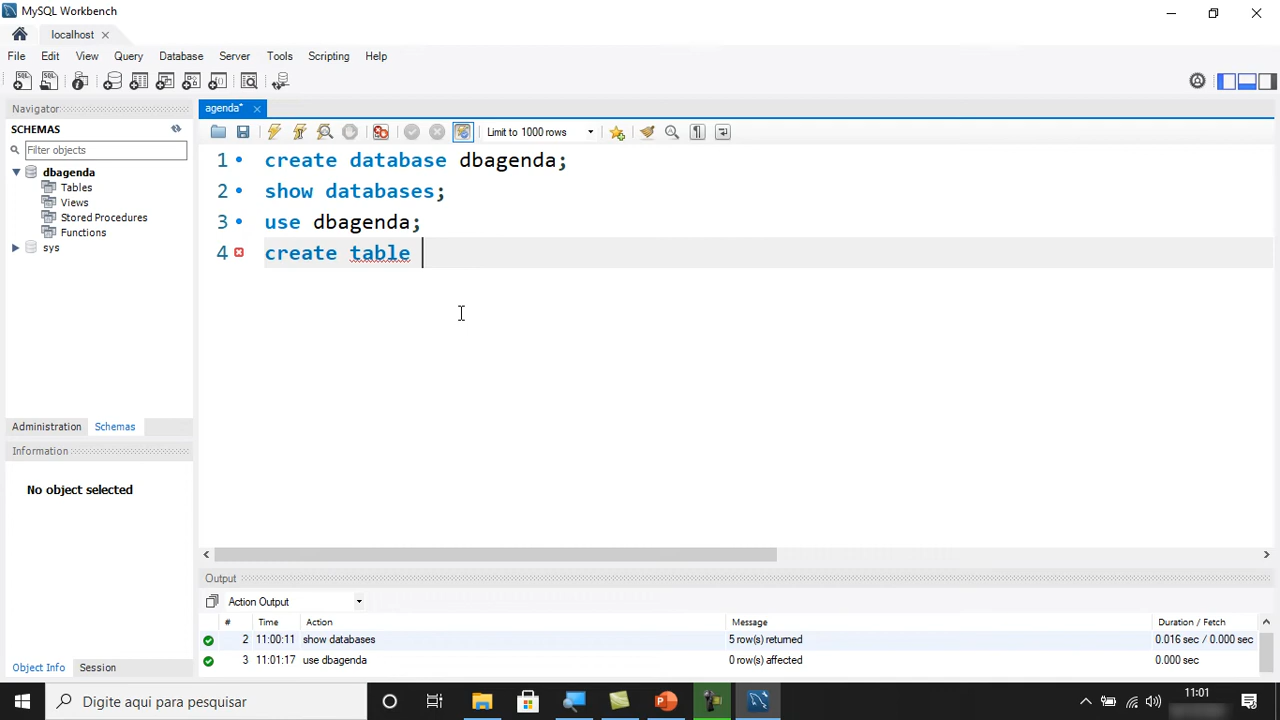 MySQL Workbench
localhost
File Edit View Query Database Server Tools Scripting Help
Navigator
SCHEMAS
Filter objects
dbagenda
Tables
Views
Stored Procedures
Functions
sys
Administration Schemas
Information
No object selected
Object Info Session
agenda*
Limit to 1000 rows
1 create database dbagenda;
2 show databases;
3 use dbagenda;
4 create table
Output
Action Output
# Time Action Message Duration / Fetch
2 11:00:11 show databases 5 row(s) returned 0.016 sec / 0.000 sec
3 11:01:17 use dbagenda 0 row(s) affected 0.000 sec
Digite aqui para pesquisar
11:01